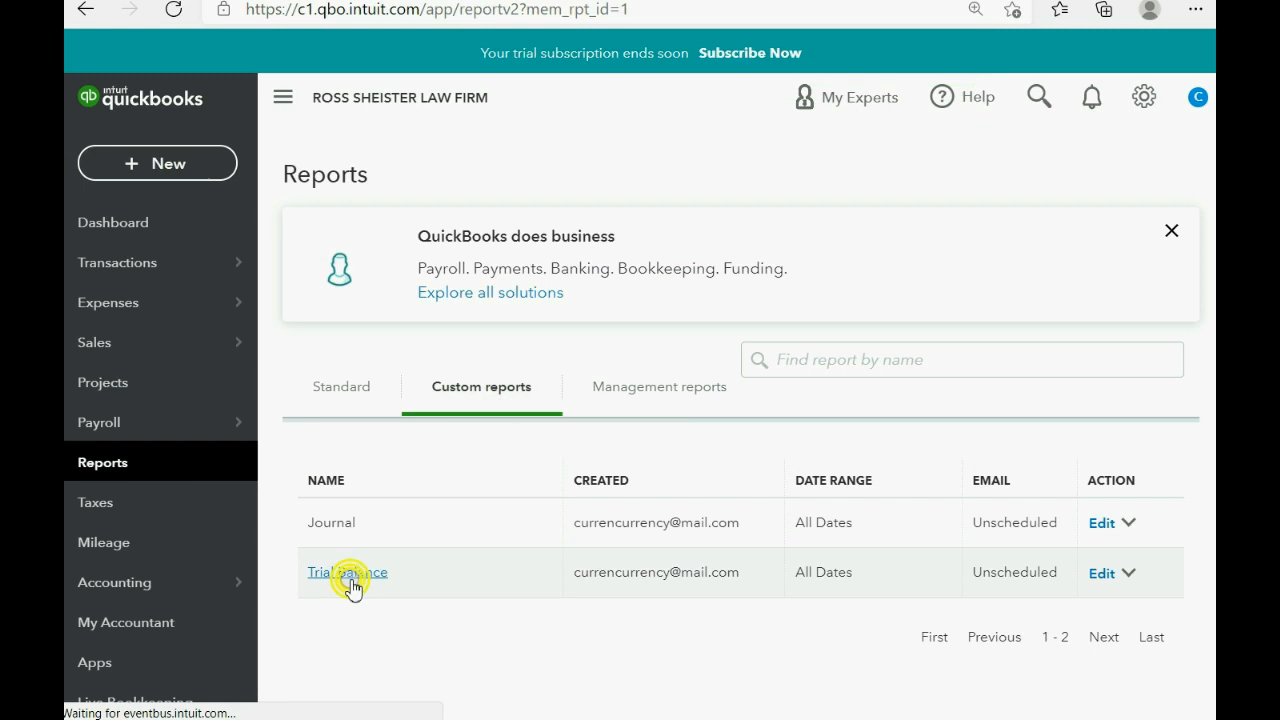 https://c1.qbo.intuit.com/app/reportv2?mem_rpt_id=1
Your trial subscription ends soon Subscribe Now
intuit quickbooks
ROSS SHEISTER LAW FIRM
My Experts
Help
C
+ New
Dashboard
Transactions
Expenses
Sales
Projects
Payroll
Reports
Taxes
Mileage
Accounting
My Accountant
Apps
Live Bookkeeping
Waiting for eventbus.intuit.com...
Reports
QuickBooks does business
Payroll. Payments. Banking. Bookkeeping. Funding.
Explore all solutions
Find report by name
Standard Custom reports Management reports
NAME CREATED DATE RANGE EMAIL ACTION
Journal currencurrency@mail.com All Dates Unscheduled Edit
Trial Balance currencurrency@mail.com All Dates Unscheduled Edit
First Previous 1 - 2 Next Last